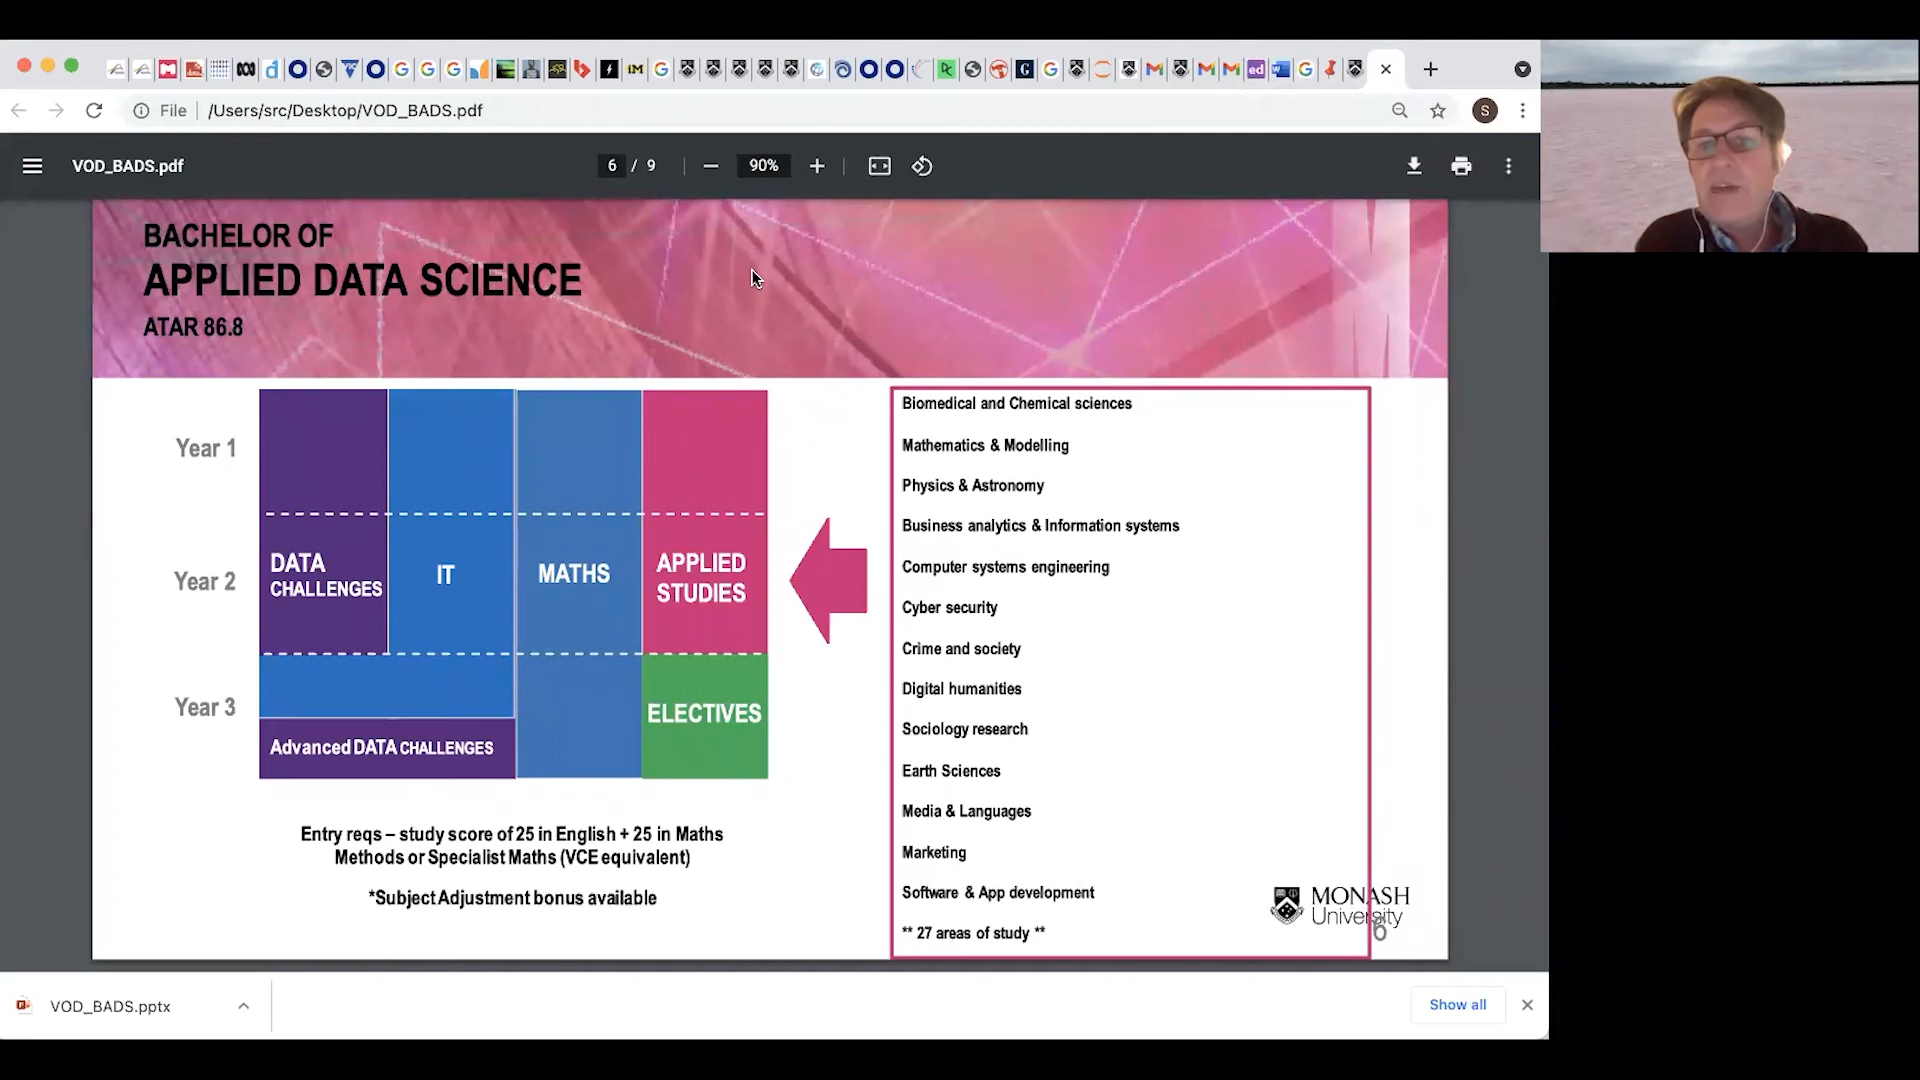 File
/Users/src/Desktop/VOD_BADS.pdf
S
VOD_BADS.pdf
6 / 9
90%
BACHELOR OF
APPLIED DATA SCIENCE
ATAR 86.8
Year 1
Year 2
Year 3
DATA
CHALLENGES
IT
MATHS
APPLIED
STUDIES
ELECTIVES
Advanced DATA CHALLENGES
Entry reqs – study score of 25 in English + 25 in Maths
Methods or Specialist Maths (VCE equivalent)
*Subject Adjustment bonus available
Biomedical and Chemical sciences
Mathematics & Modelling
Physics & Astronomy
Business analytics & Information systems
Computer systems engineering
Cyber security
Crime and society
Digital humanities
Sociology research
Earth Sciences
Media & Languages
Marketing
Software & App development
** 27 areas of study **
MONASH
University
6
VOD_BADS.pptx
Show all